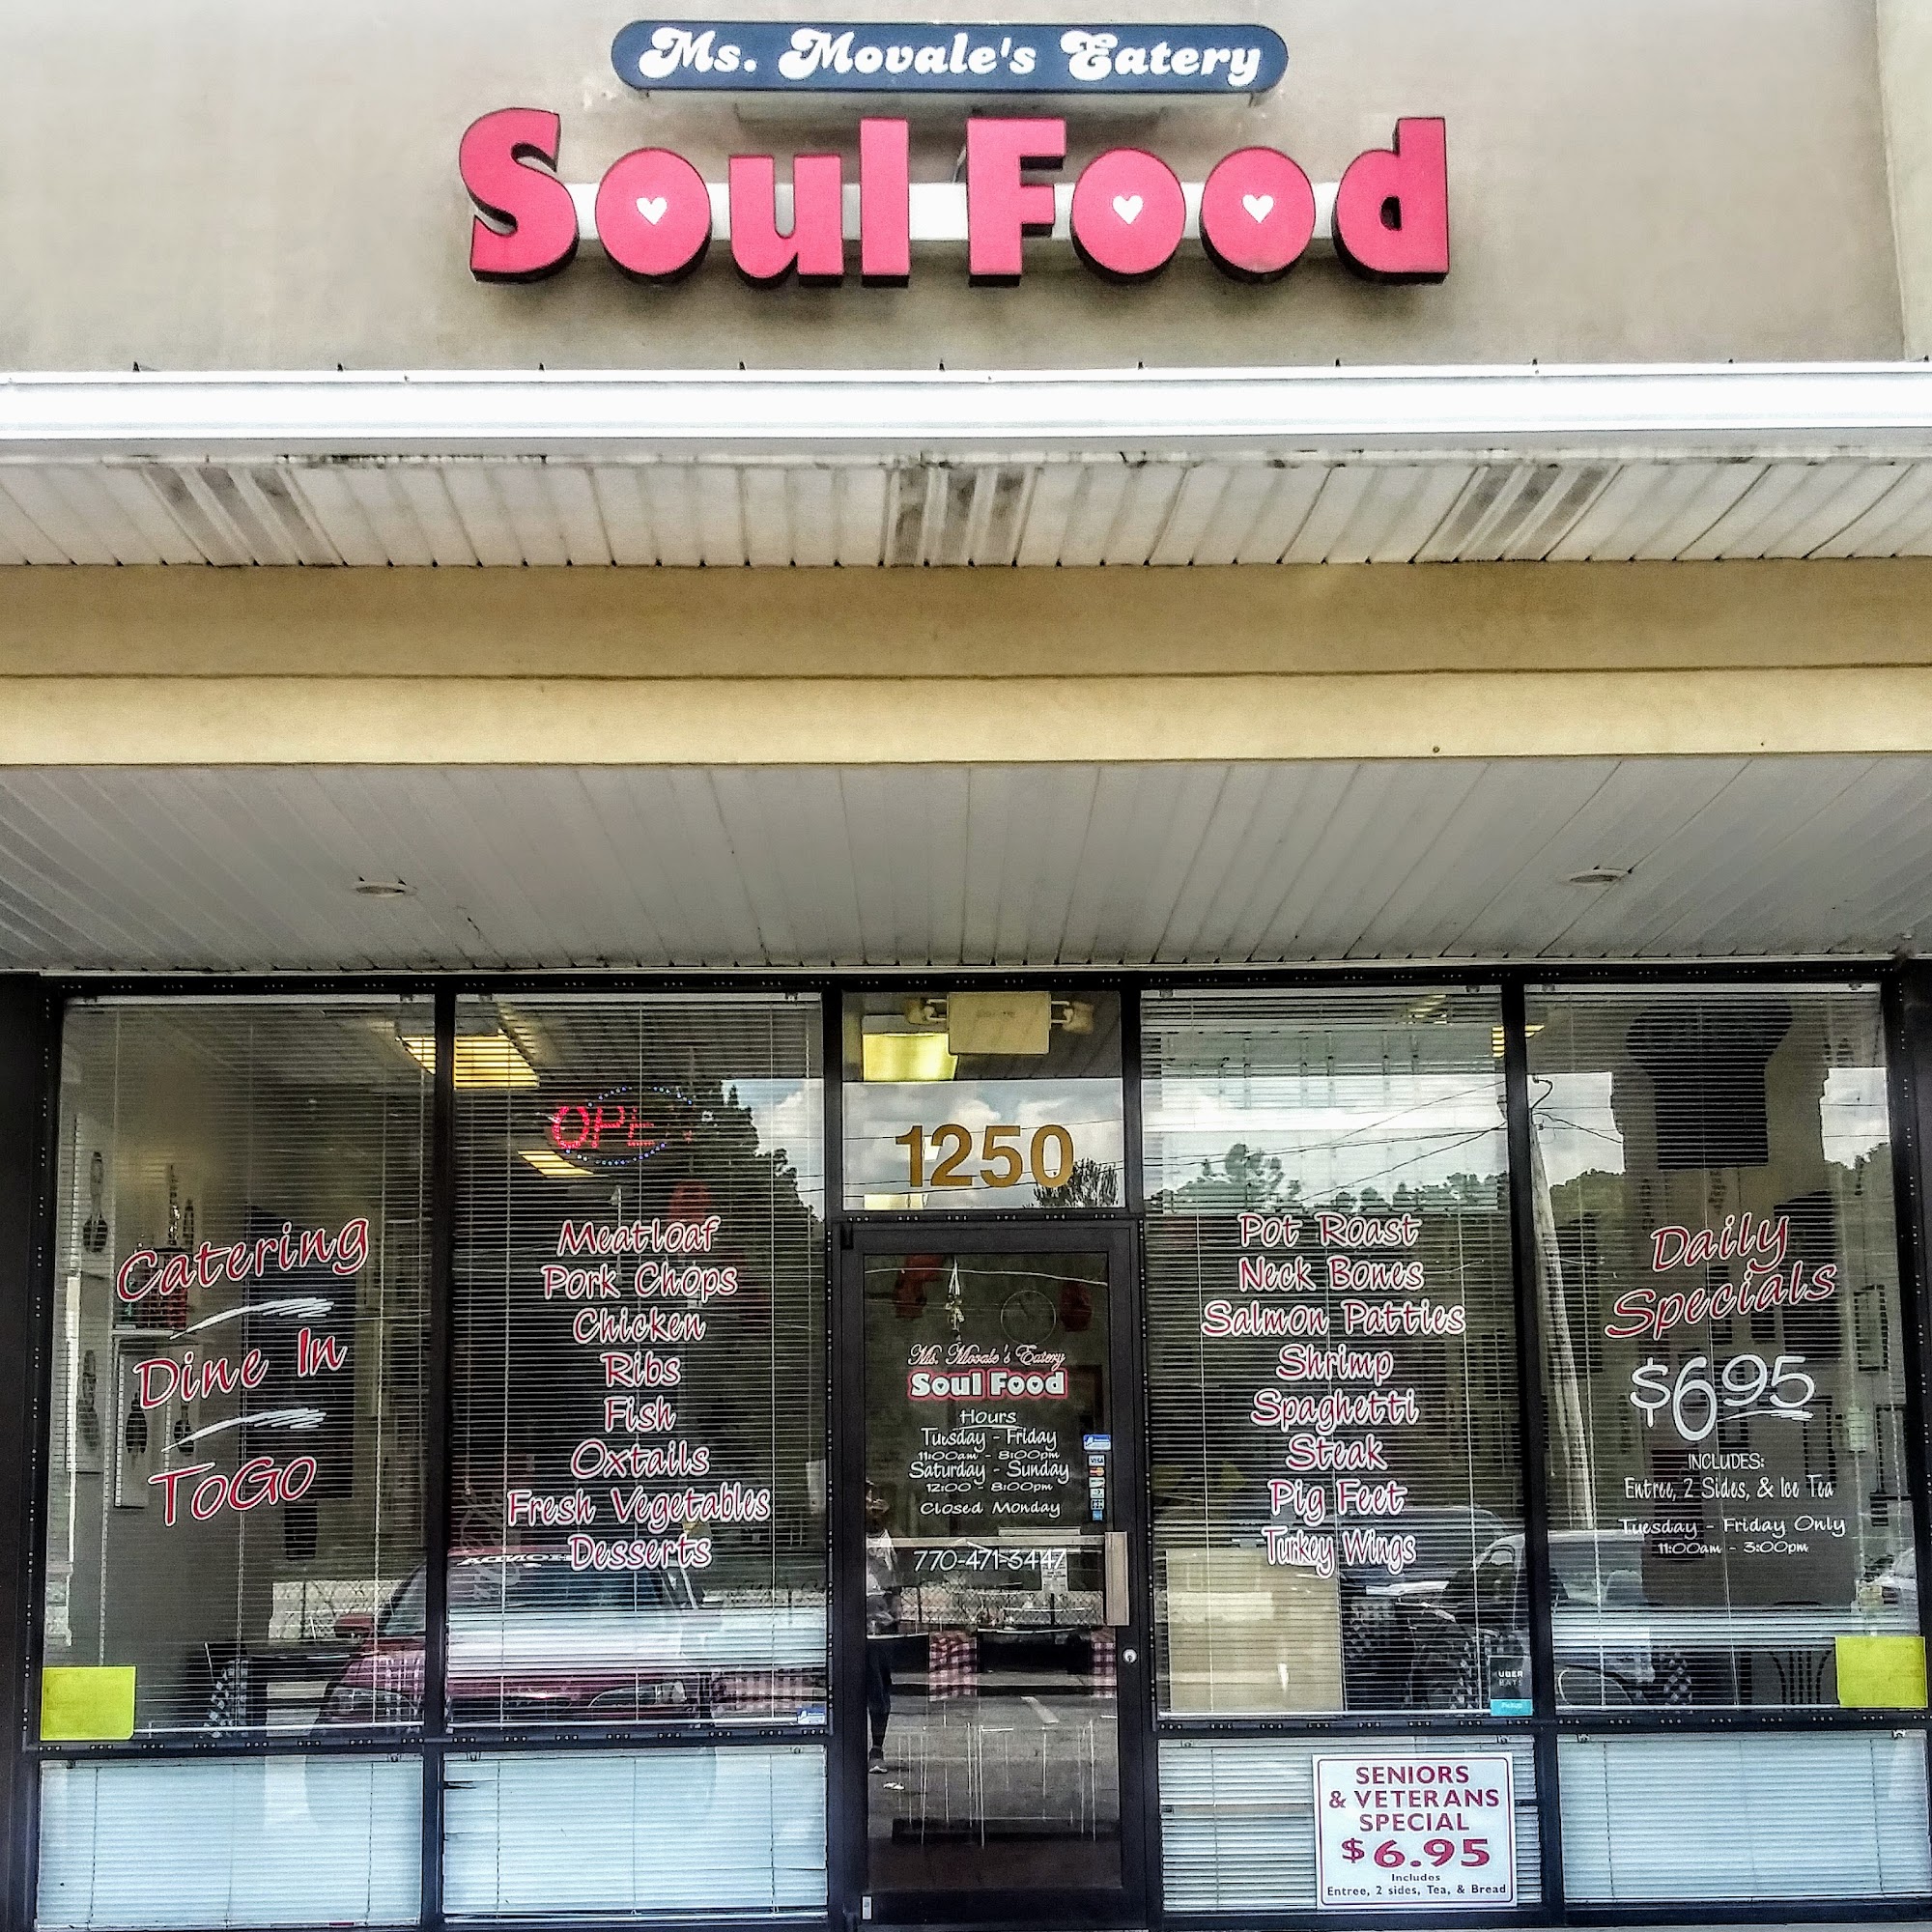 Ms. Movale's Eatery
Soul Food
OPEN
1250
Catering
Dine In
ToGo
Meatloaf
Pork Chops
Chicken
Ribs
Fish
Oxtails
Fresh Vegetables
Desserts
Ms. Movale's Eatery
Soul Food
Hours
Tuesday - Friday
11:00am - 8:00pm
Saturday - Sunday
12:00 - 8:00pm
Closed Monday
770-471-3447
VISA
Pot Roast
Neck Bones
Salmon Patties
Shrimp
Spaghetti
Steak
Pig Feet
Turkey Wings
UBER
EATS
Daily
Specials
$6.95
INCLUDES:
Entree, 2 Sides, & Ice Tea
Tuesday - Friday Only
11:00am - 3:00pm
SENIORS
& VETERANS
SPECIAL
$6.95
Includes
Entree, 2 sides, Tea, & Bread